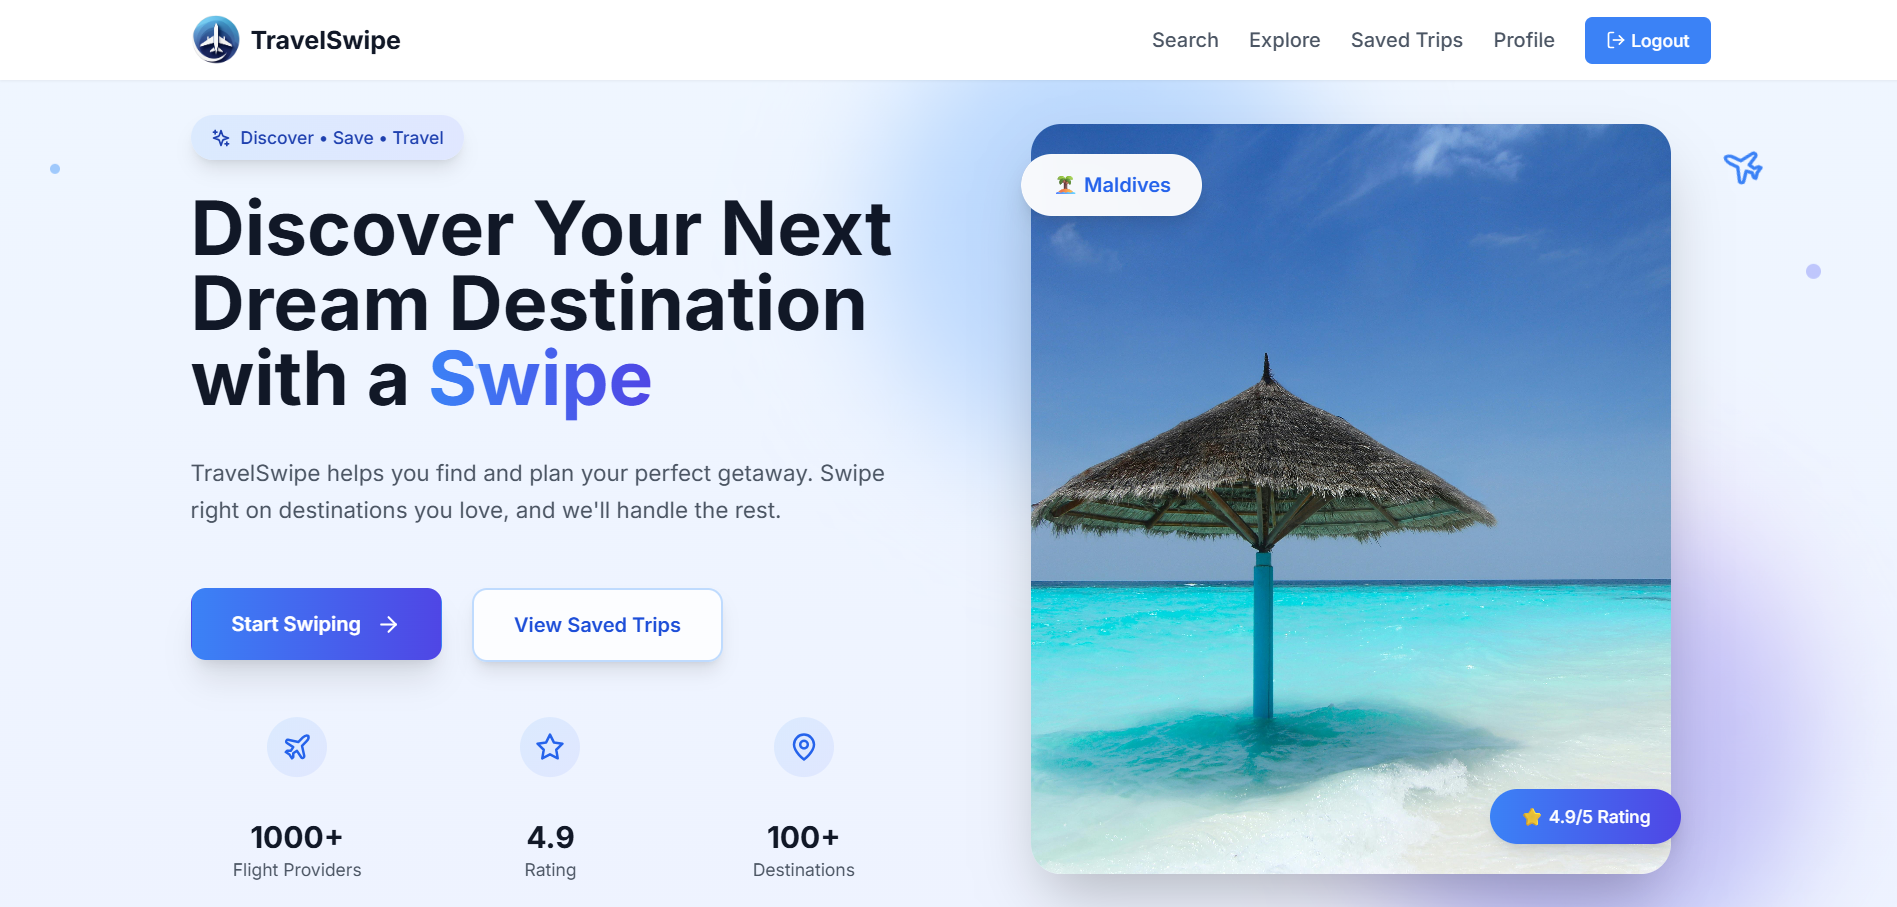 TravelSwipe
Search
Explore
Saved Trips
Profile
Logout
Discover • Save • Travel
Discover Your Next
Dream Destination
with a Swipe
TravelSwipe helps you find and plan your perfect getaway. Swipe
right on destinations you love, and we'll handle the rest.
Start Swiping
View Saved Trips
1000+
Flight Providers
4.9
Rating
100+
Destinations
Maldives
4.9/5 Rating